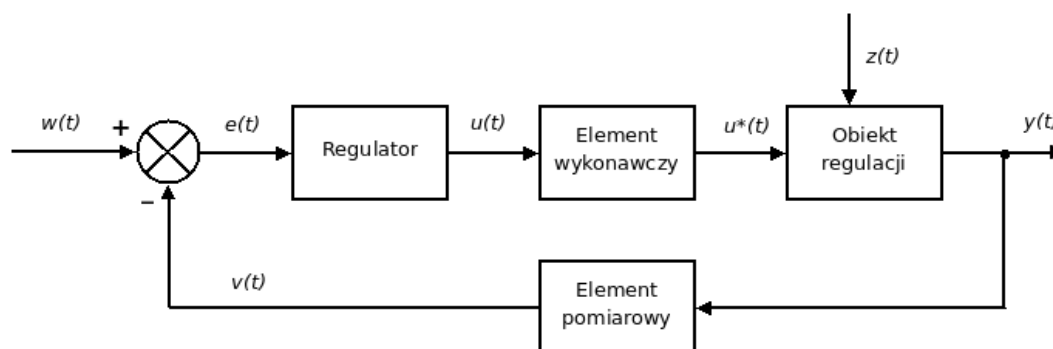 z(t)
w(t)
+
e(t)
Regulator
u(t)
Element
wykonawczy
u*(t)
Obiekt
regulacji
y(t)
−
v(t)
Element
pomiarowy